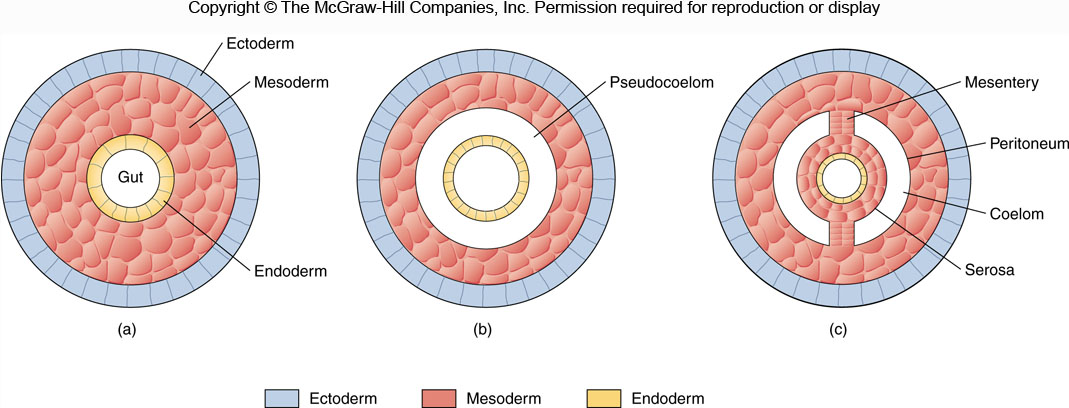 Copyright © The McGraw-Hill Companies, Inc. Permission required for reproduction or display
Ectoderm
Mesoderm
Gut
Endoderm
(a)
Pseudocoelom
(b)
Mesentery
Peritoneum
Coelom
Serosa
(c)
Ectoderm
Mesoderm
Endoderm